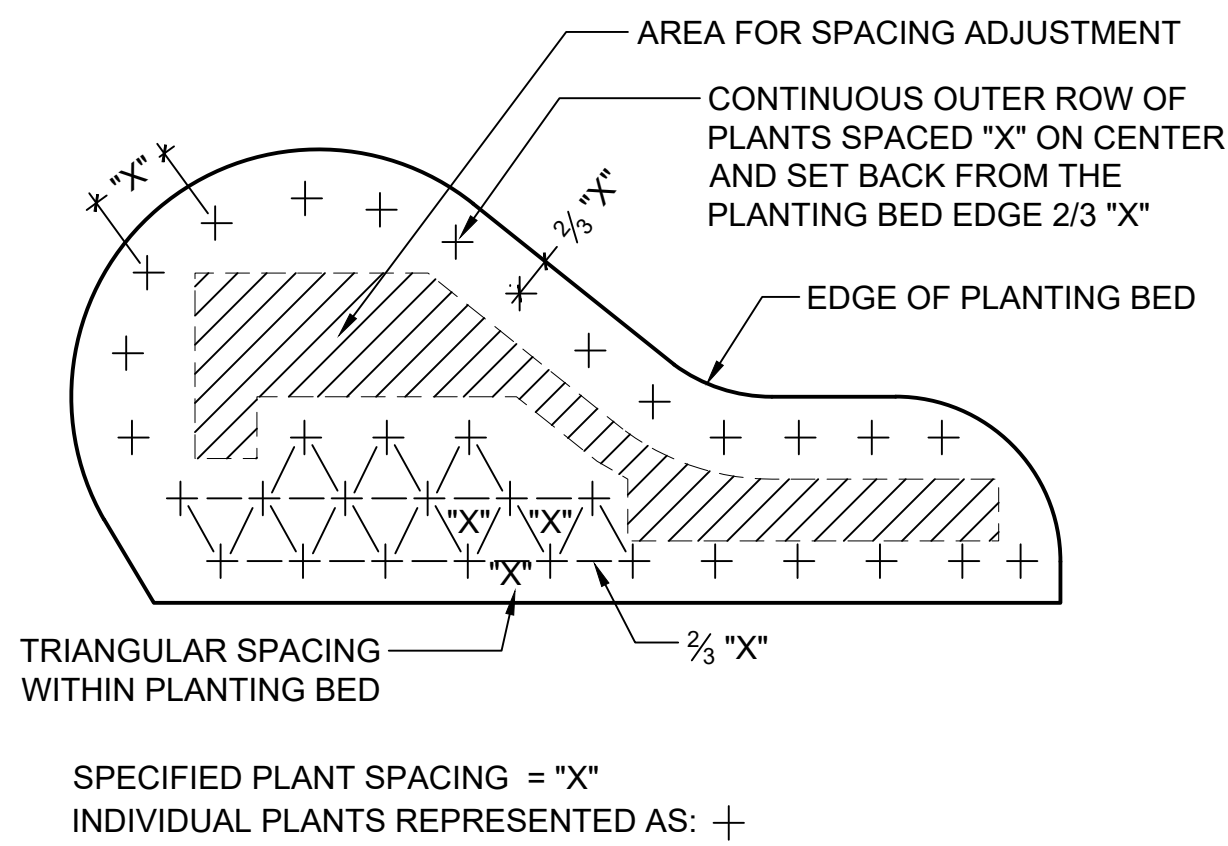 AREA FOR SPACING ADJUSTMENT
CONTINUOUS OUTER ROW OF
PLANTS SPACED "X" ON CENTER
AND SET BACK FROM THE
PLANTING BED EDGE 2/3 "X"
"X"
⅔ "X"
EDGE OF PLANTING BED
"X" "X"
"X"
TRIANGULAR SPACING
WITHIN PLANTING BED
⅔ "X"
SPECIFIED PLANT SPACING = "X"
INDIVIDUAL PLANTS REPRESENTED AS: